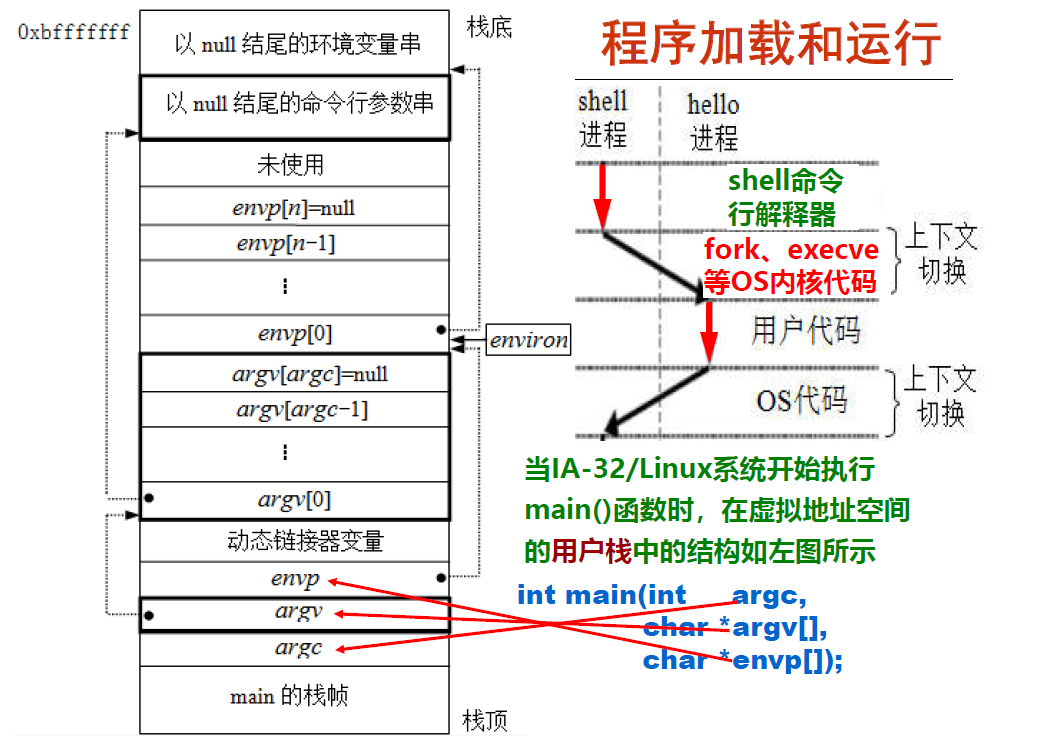 程序加载和运行
0xbfffffff
栈底
以 null 结尾的环境变量串
以 null 结尾的命令行参数串
未使用
envp[n]=null
envp[n-1]
⋮
envp[0]
environ
argv[argc]=null
argv[argc-1]
⋮
argv[0]
动态链接器变量
envp
argv
argc
main 的栈帧
栈顶
shell
进程
hello
进程
shell命令
行解释器
fork、execve
等OS内核代码
上下文
切换
用户代码
OS代码
上下文
切换
当IA-32/Linux系统开始执行
main()函数时，在虚拟地址空间
的用户栈中的结构如左图所示
int main(int argc,
char *argv[],
char *envp[]);